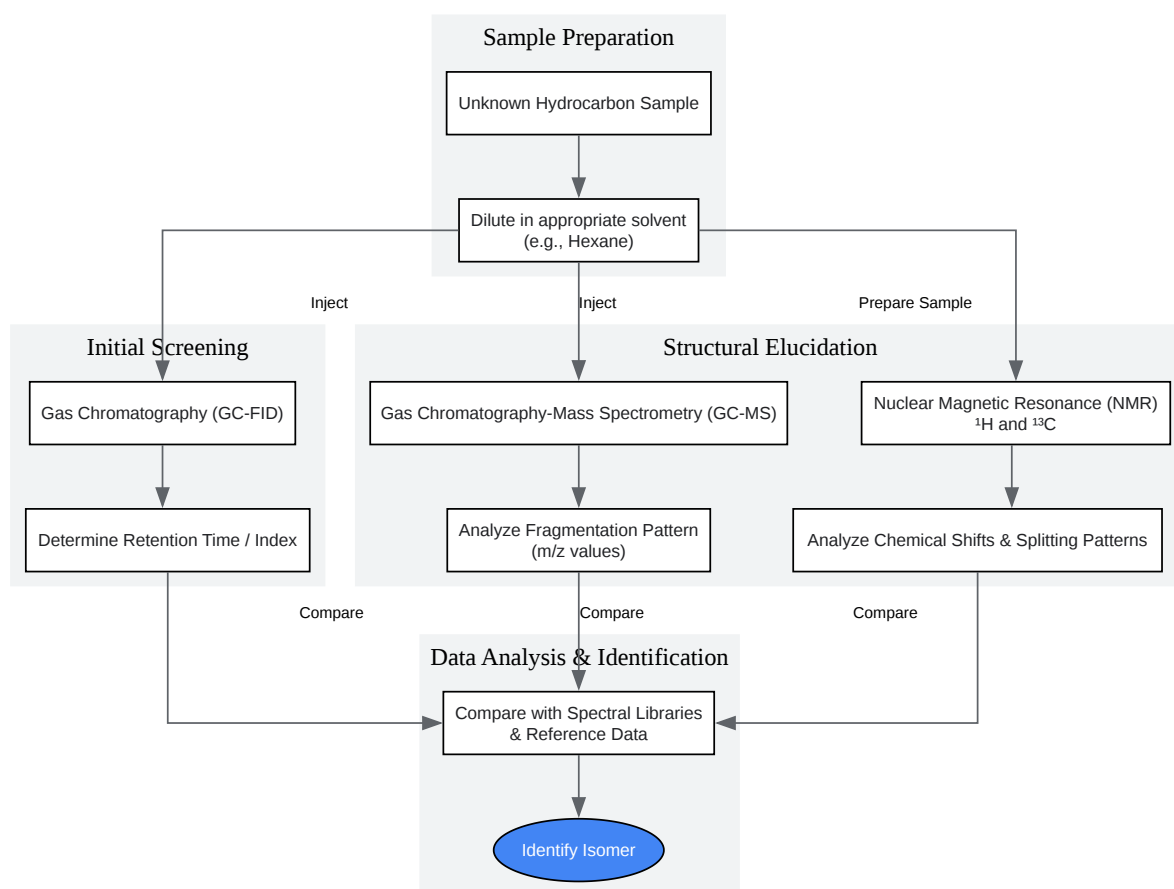 Sample Preparation
Unknown Hydrocarbon Sample
Dilute in appropriate solvent
(e.g., Hexane)
Inject
Inject
Prepare Sample
Initial Screening
Structural Elucidation
Gas Chromatography (GC-FID)
Gas Chromatography-Mass Spectrometry (GC-MS)
Nuclear Magnetic Resonance (NMR)
¹H and ¹³C
Determine Retention Time / Index
Analyze Fragmentation Pattern
(m/z values)
Analyze Chemical Shifts & Splitting Patterns
Compare
Compare
Compare
Data Analysis & Identification
Compare with Spectral Libraries
& Reference Data
Identify Isomer